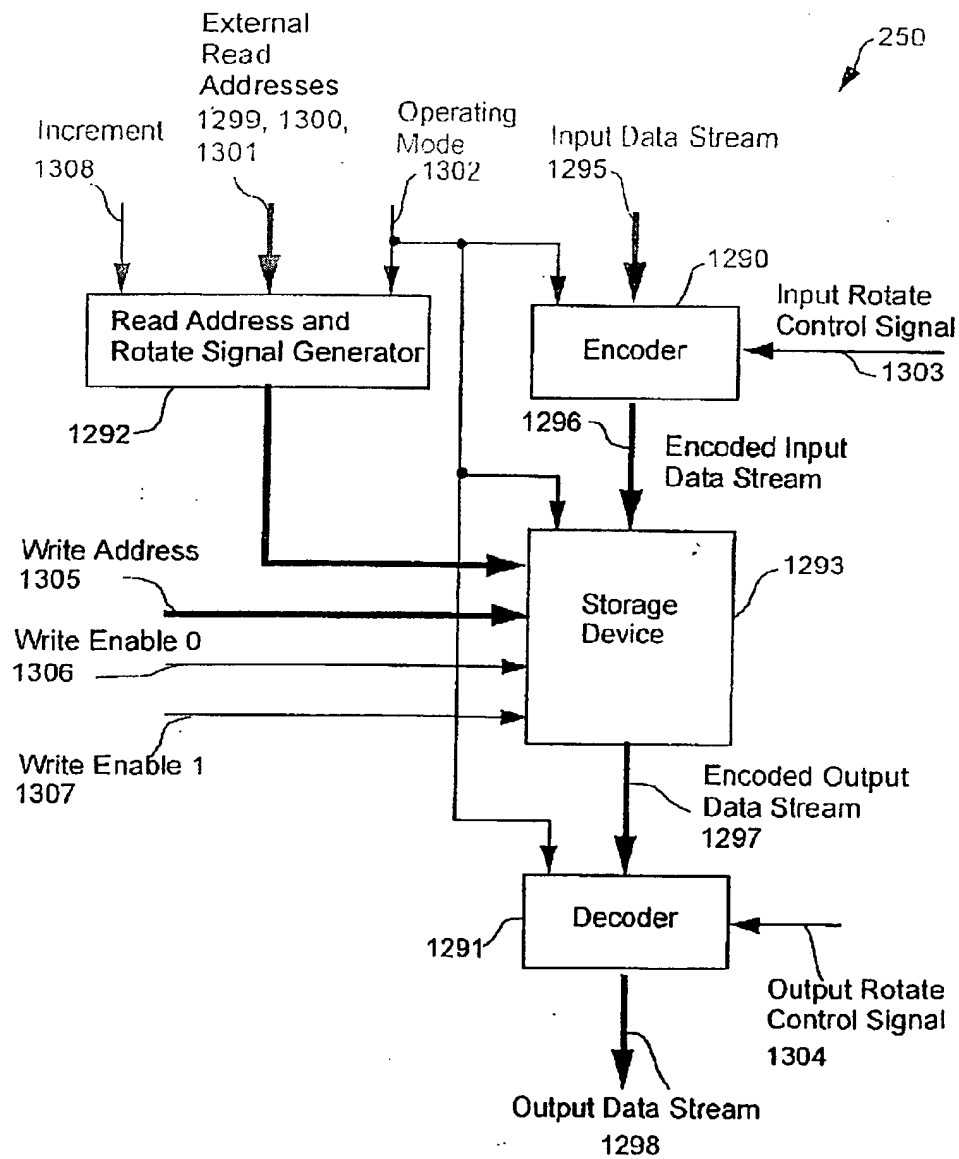 External
Read
Addresses
1299, 1300,
1301
250
Increment
1308
Operating
Mode
1302
Input Data Stream
1295
1290
Read Address and
Rotate Signal Generator
Encoder
Input Rotate
Control Signal
1303
1292
1296
Encoded Input
Data Stream
Write Address
1305
1293
Storage
Device
Write Enable 0
1306
Write Enable 1
1307
Encoded Output
Data Stream
1297
Decoder
1291
Output Rotate
Control Signal
1304
Output Data Stream
1298